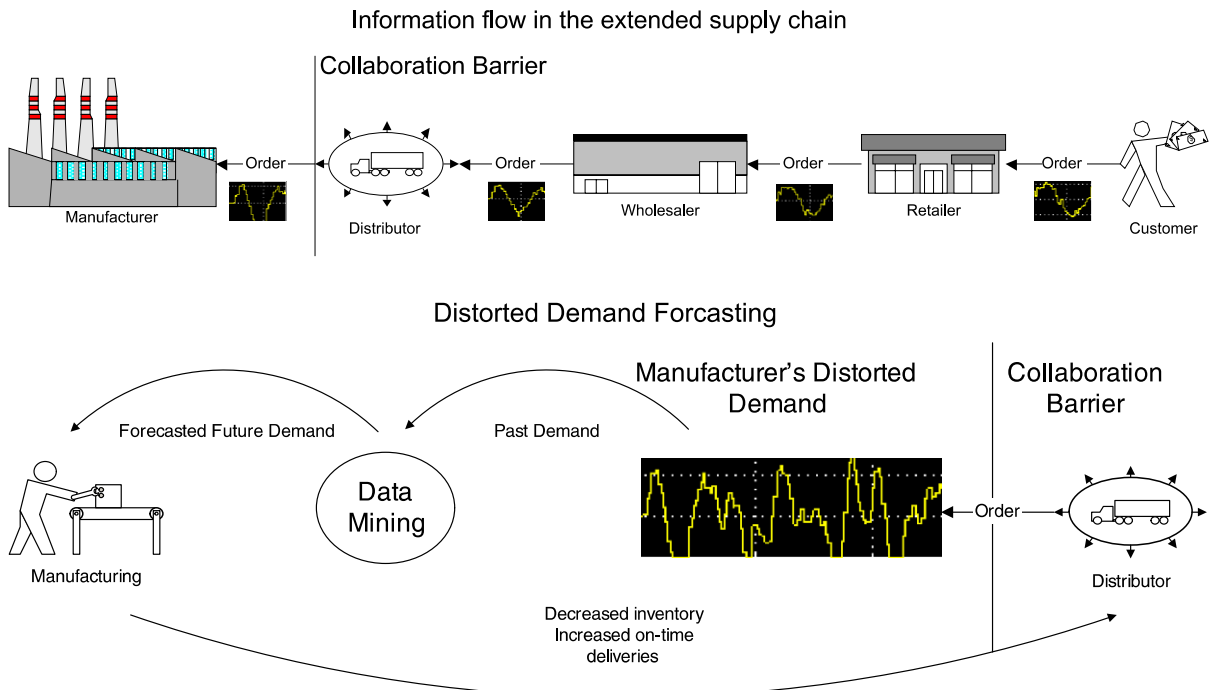 Information flow in the extended supply chain
Collaboration Barrier
Order
Order
Order
Order
Manufacturer
Distributor
Wholesaler
Retailer
Customer
Distorted Demand Forcasting
Manufacturer's Distorted
Demand
Collaboration
Barrier
Forecasted Future Demand
Past Demand
Data
Mining
Order
Manufacturing
Distributor
Decreased inventory
Increased on-time
deliveries